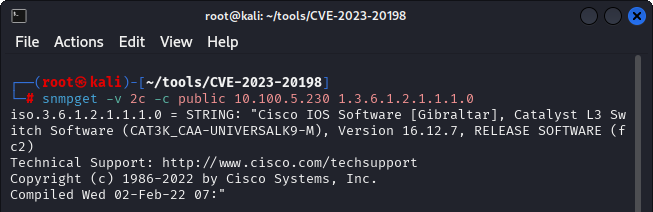 root@kali: ~/tools/CVE-2023-20198
File Actions Edit View Help
┌──(root㉿kali)-[~/tools/CVE-2023-20198]
└─# snmpget -v 2c -c public 10.100.5.230 1.3.6.1.2.1.1.1.0
iso.3.6.1.2.1.1.1.0 = STRING: "Cisco IOS Software [Gibraltar], Catalyst L3 Sw
itch Software (CAT3K_CAA-UNIVERSALK9-M), Version 16.12.7, RELEASE SOFTWARE (f
c2)
Technical Support: http://www.cisco.com/techsupport
Copyright (c) 1986-2022 by Cisco Systems, Inc.
Compiled Wed 02-Feb-22 07:"